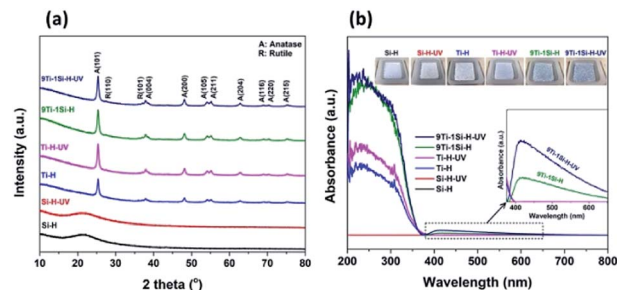 (a)
A: Anatase
R: Rutile
A(101)
R(110)
R(101)
A(004)
A(200)
A(105)
A(211)
A(204)
A(116)
A(220)
A(215)
9Ti-1Si-H-UV
9Ti-1Si-H
Ti-H-UV
Ti-H
Si-H-UV
Si-H
Intensity (a.u.)
10 20 30 40 50 60 70 80
2 theta (°)
(b)
Si-H Si-H-UV Ti-H Ti-H-UV 9Ti-1Si-H 9Ti-1Si-H-UV
9Ti-1Si-H-UV
9Ti-1Si-H
Ti-H-UV
Ti-H
Si-H-UV
Si-H
Absorbance (a.u.)
9Ti-1Si-H-UV
9Ti-1Si-H
400 500 600
Wavelength (nm)
Absorbance (a.u.)
200 300 400 500 600 700 800
Wavelength (nm)